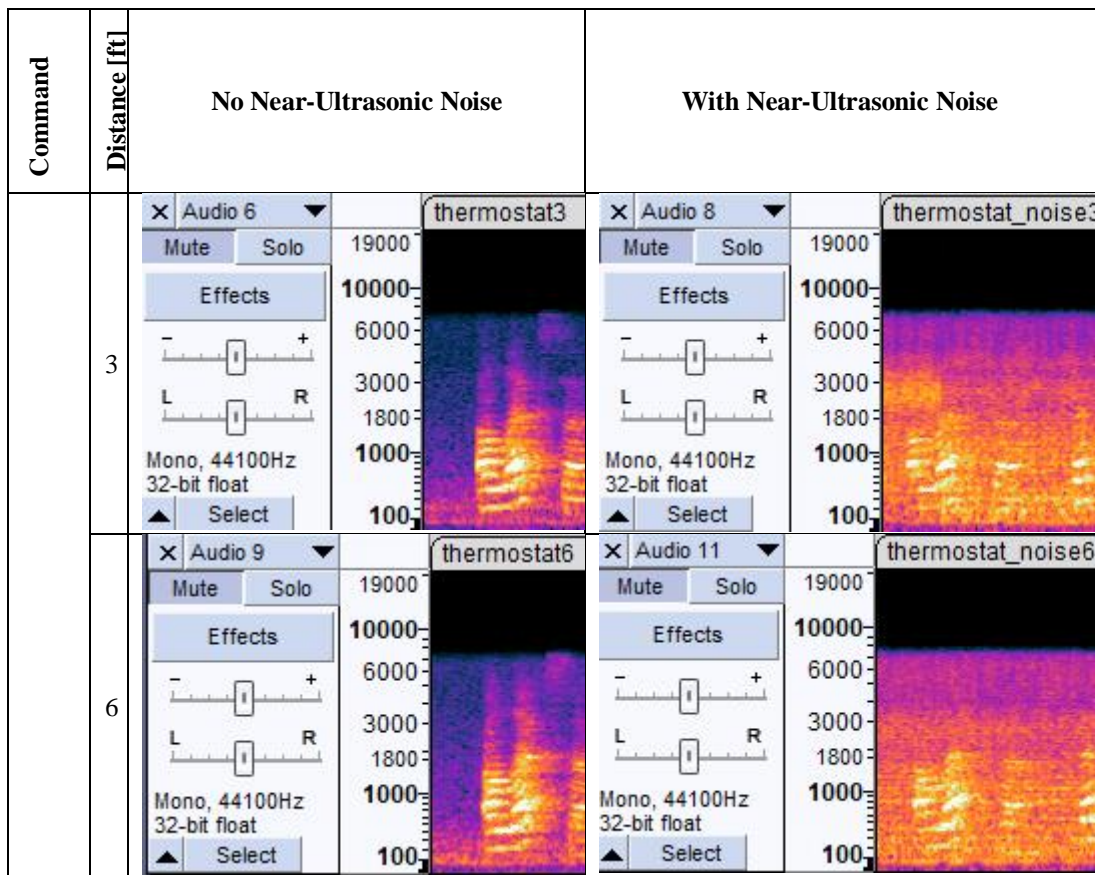 Command
Distance [ft]
No Near-Ultrasonic Noise
With Near-Ultrasonic Noise
3
× Audio 6 ▼
Mute Solo
Effects
- +
L R
Mono, 44100Hz
32-bit float
▲ Select
19000
10000
6000
3000
1800
1000
100
thermostat3
× Audio 8 ▼
Mute Solo
Effects
- +
L R
Mono, 44100Hz
32-bit float
▲ Select
19000
10000
6000
3000
1800
1000
100
thermostat_noise3
6
× Audio 9 ▼
Mute Solo
Effects
- +
L R
Mono, 44100Hz
32-bit float
▲ Select
19000
10000
6000
3000
1800
1000
100
thermostat6
× Audio 11 ▼
Mute Solo
Effects
- +
L R
Mono, 44100Hz
32-bit float
▲ Select
19000
10000
6000
3000
1800
1000
100
thermostat_noise6